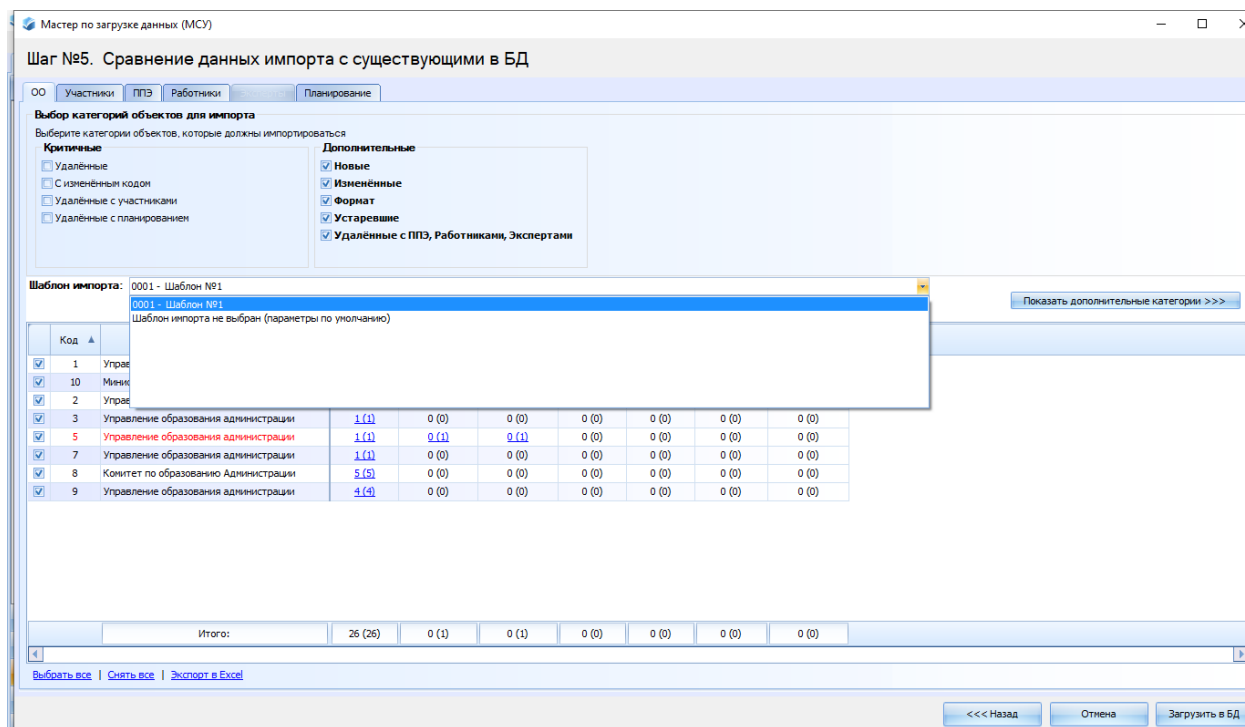 Мастер по загрузке данных (МСУ)
Шаг №5. Сравнение данных импорта с существующими в БД
ОО Участники ППЭ Работники Планирование
Выбор категорий объектов для импорта
Выберите категории объектов, которые должны импортироваться
Критичные Дополнительные
Удалённые Новые
С изменённым кодом Изменённые
Удалённые с участниками Формат
Удалённые с планированием Устаревшие
Удалённые с ППЭ, Работниками, Экспертами
Шаблон импорта: 0001 - Шаблон №1
Показать дополнительные категории >>>
0001 - Шаблон №1
Шаблон импорта не выбран (параметры по умолчанию)
Код
1
10
2
3 Управление образования администрации 1 (1) 0 (0) 0 (0) 0 (0) 0 (0) 0 (0) 0 (0)
5 Управление образования администрации 1 (1) 0 (1) 0 (1) 0 (0) 0 (0) 0 (0) 0 (0)
7 Управление образования администрации 1 (1) 0 (0) 0 (0) 0 (0) 0 (0) 0 (0) 0 (0)
8 Комитет по образованию Администрации 5 (5) 0 (0) 0 (0) 0 (0) 0 (0) 0 (0) 0 (0)
9 Управление образования администрации 4 (4) 0 (0) 0 (0) 0 (0) 0 (0) 0 (0) 0 (0)
Итого: 26 (26) 0 (1) 0 (1) 0 (0) 0 (0) 0 (0) 0 (0)
Выбрать все | Снять все | Экспорт в Excel
<<< Назад Отмена Загрузить в БД